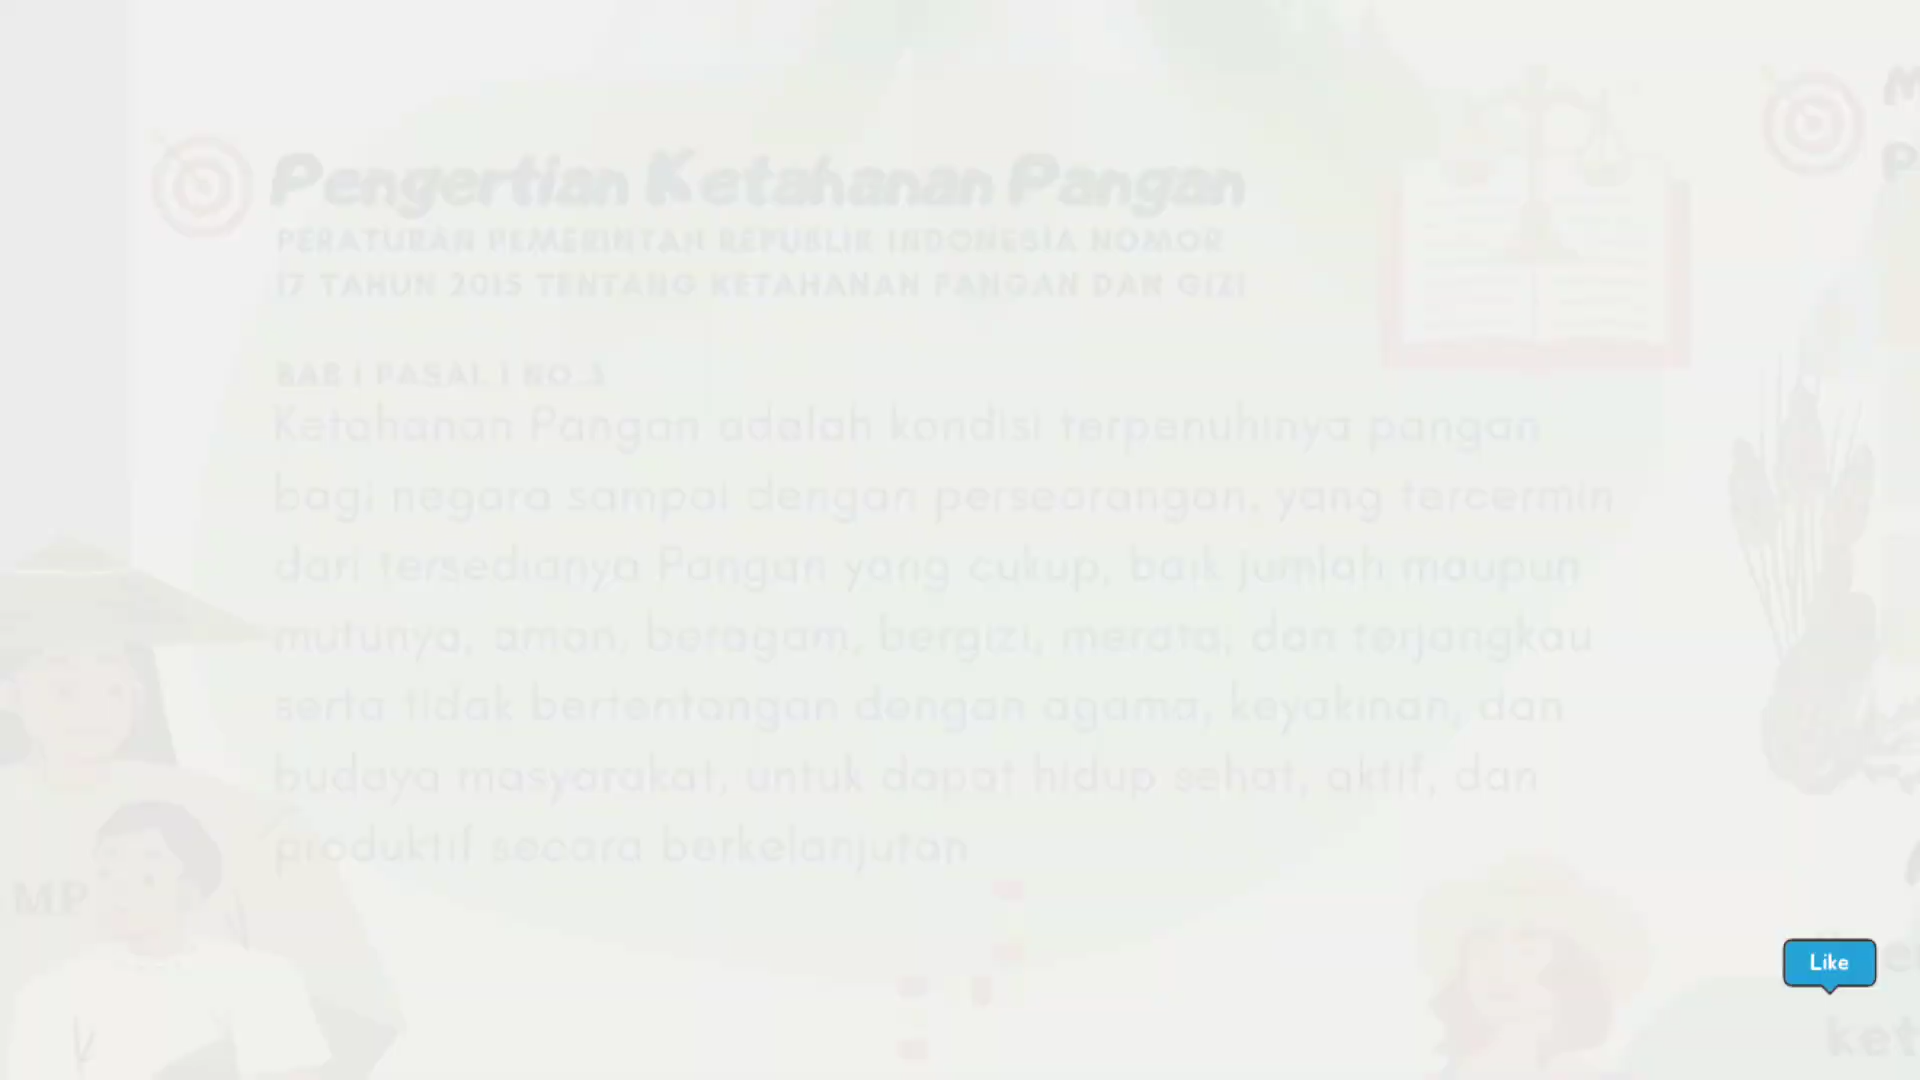 Pengertian Ketahanan Pangan
PERATURAN PEMERINTAH REPUBLIK INDONESIA NOMOR
17 TAHUN 2015 TENTANG KETAHANAN PANGAN DAN GIZI
BAB I PASAL 1 NO.
Ketahanan Pangan adalah kondisi terpenuhinya pangan
bagi negara sampai dengan perseorangan, yang tercermin
dari tersedianya Pangan yang cukup, baik jumlah maupun
mutunya, aman, beragam, bergizi, merata, dan terjangkau
serta tidak bertentangan dengan agama, keyakinan, dan
budaya masyarakat, untuk dapat hidup sehat, aktif, dan
produktif secara berkelanjutan
MP
Like
ket